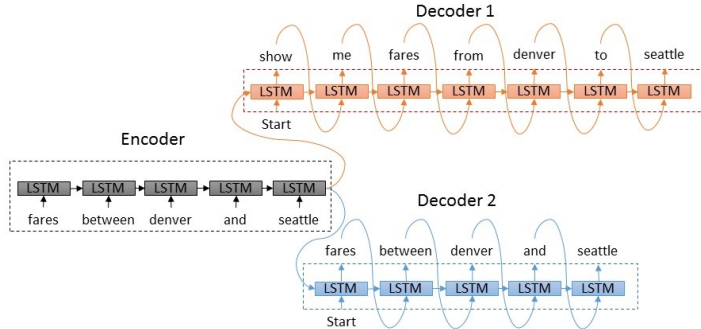 Decoder 1
show me fares from denver to seattle
LSTM LSTM LSTM LSTM LSTM LSTM LSTM
Start
Encoder
LSTM LSTM LSTM LSTM LSTM
fares between denver and seattle
Decoder 2
fares between denver and seattle
LSTM LSTM LSTM LSTM LSTM
Start